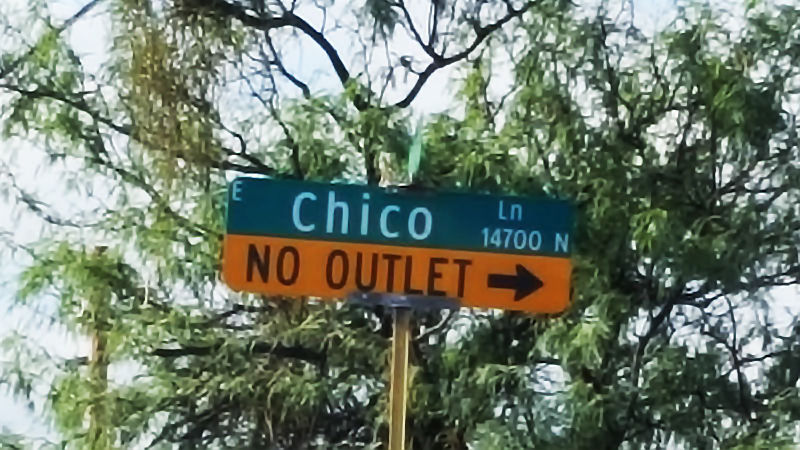 E Chico Ln
14700 N
NO OUTLET →